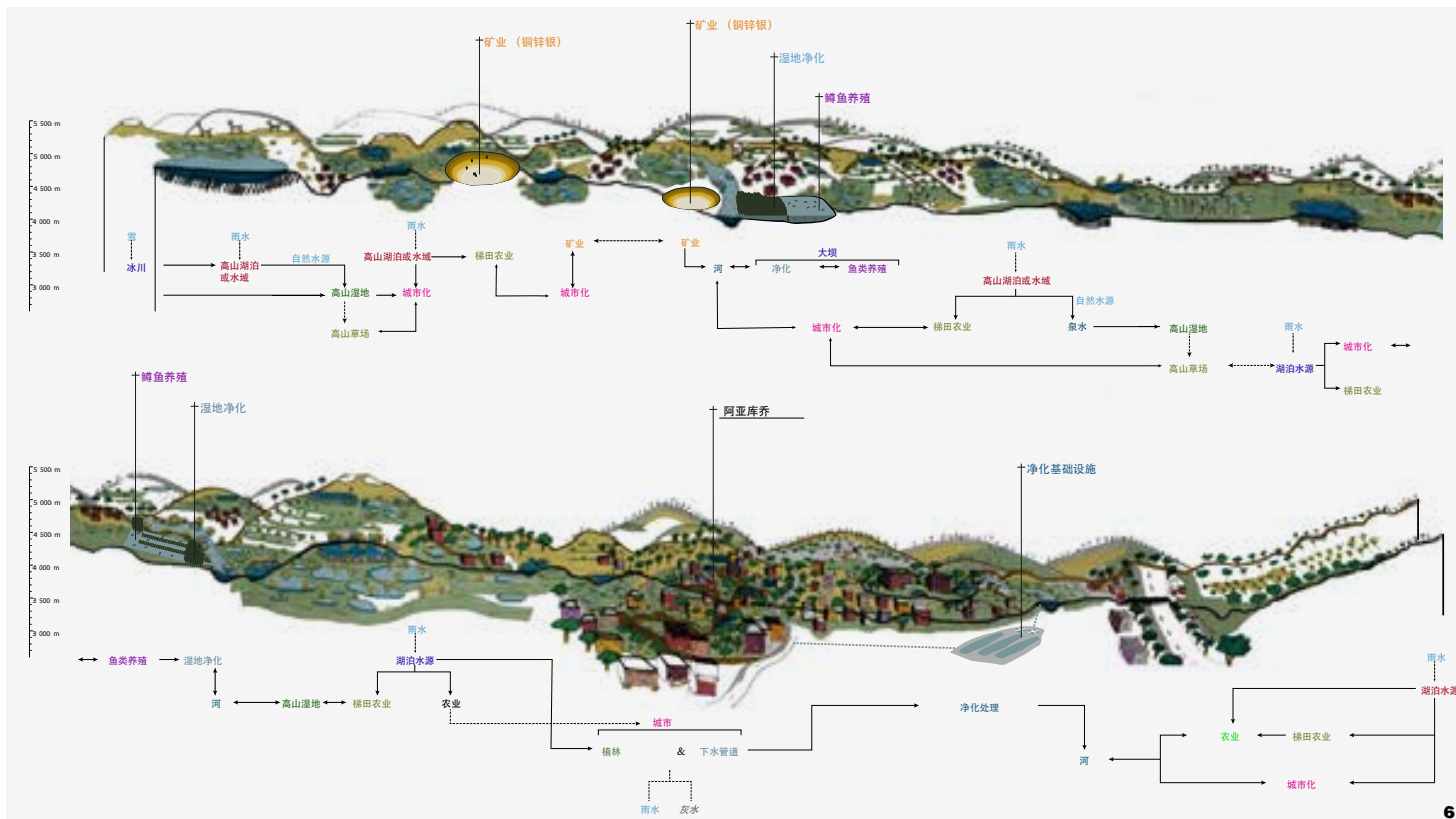 矿业 （铜锌银）
矿业 （铜锌银）
湿地净化
鳟鱼养殖
5 500 m
5 000 m
4 500 m
4 000 m
3 500 m
3 000 m
雪
冰川
雨水
高山湖泊
或水域
自然水源
高山湿地
高山草场
雨水
高山湖泊或水域
城市化
梯田农业
矿业
城市化
矿业
河
大坝
净化
鱼类养殖
城市化
雨水
高山湖泊或水域
自然水源
梯田农业
泉水
高山湿地
高山草场
雨水
湖泊水源
城市化
梯田农业
鳟鱼养殖
湿地净化
阿亚库乔
净化基础设施
5 500 m
5 000 m
4 500 m
4 000 m
3 500 m
3 000 m
鱼类养殖
湿地净化
河
高山湿地
梯田农业
雨水
湖泊水源
农业
城市
植林
&
下水管道
雨水
灰水
净化处理
河
雨水
湖泊水源
农业
梯田农业
城市化
6